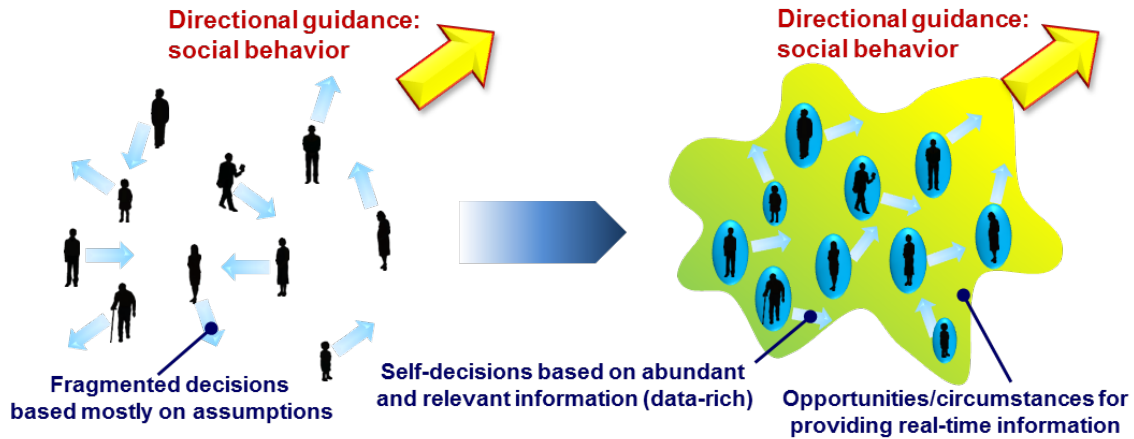 Directional guidance:
social behavior
Fragmented decisions
based mostly on assumptions
Directional guidance:
social behavior
Self-decisions based on abundant
and relevant information (data-rich)
Opportunities/circumstances for
providing real-time information